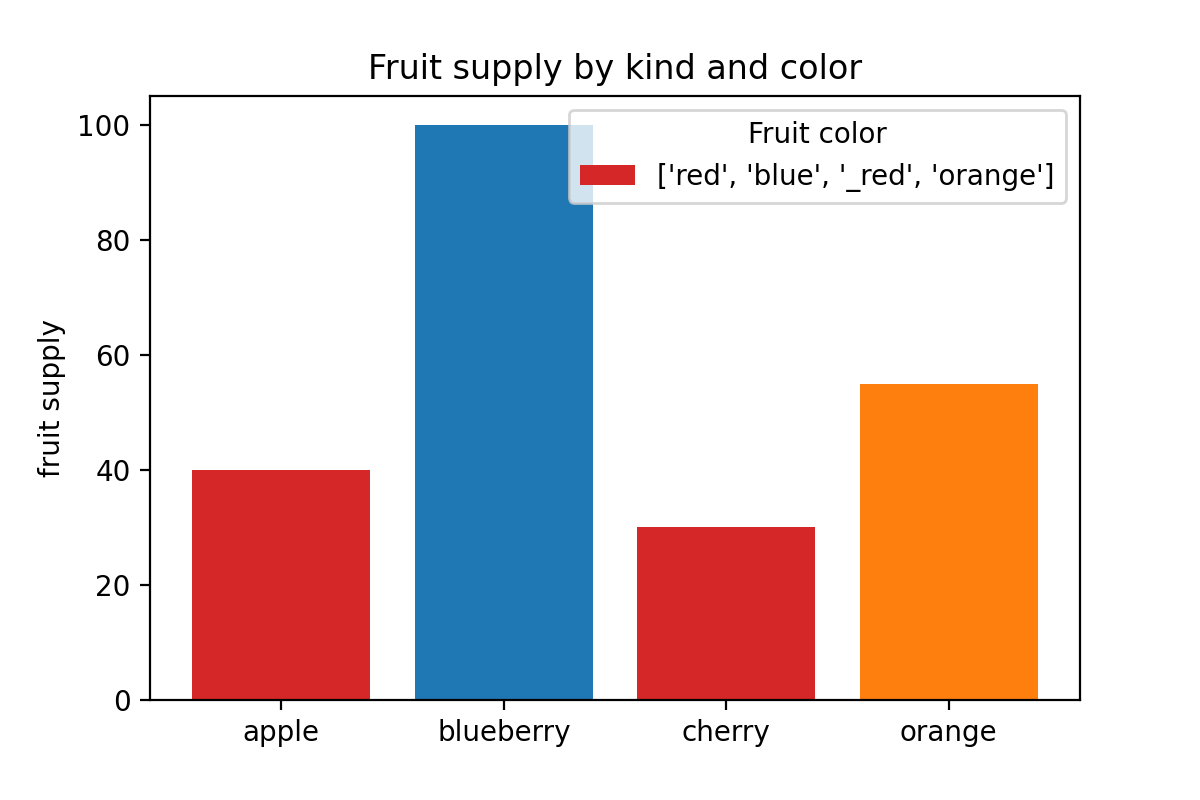 Fruit supply by kind and color
Fruit color
['red', 'blue', '_red', 'orange']
fruit supply
100
80
60
40
20
0
apple blueberry cherry orange